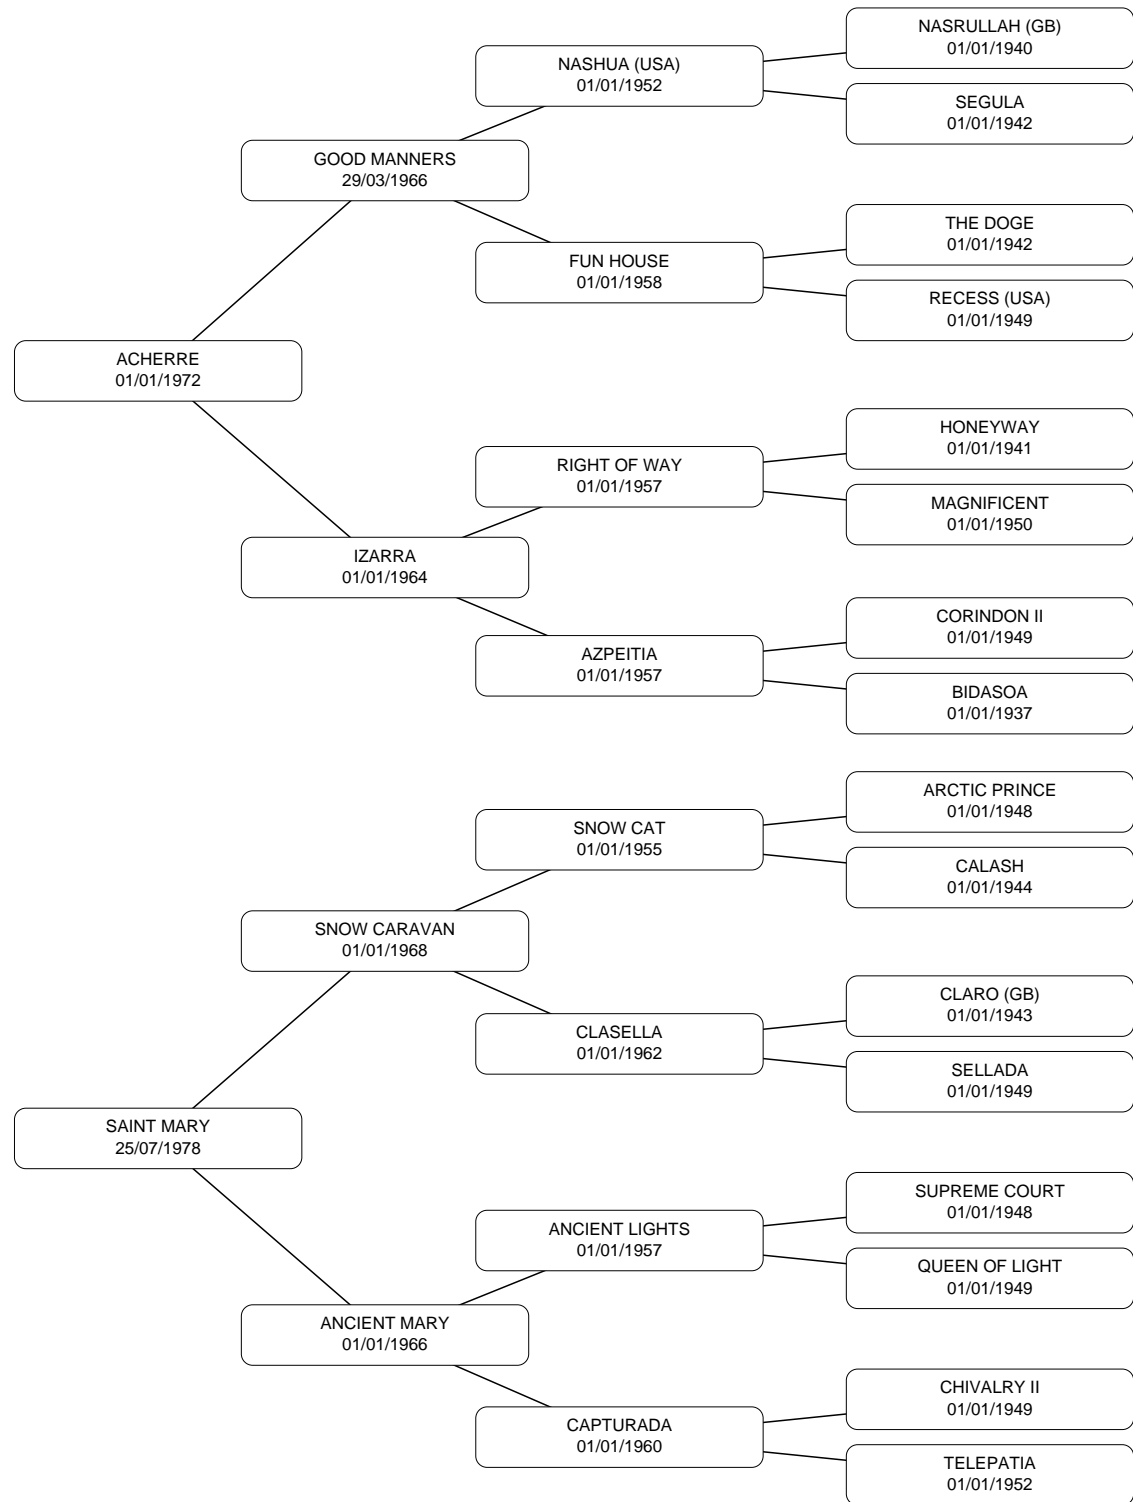 NASRULLAH (GB)
01/01/1940
NASHUA (USA)
01/01/1952
SEGULA
01/01/1942
GOOD MANNERS
29/03/1966
THE DOGE
01/01/1942
FUN HOUSE
01/01/1958
RECESS (USA)
01/01/1949
ACHERRE
01/01/1972
HONEYWAY
01/01/1941
RIGHT OF WAY
01/01/1957
MAGNIFICENT
01/01/1950
IZARRA
01/01/1964
CORINDON II
01/01/1949
AZPEITIA
01/01/1957
BIDASOA
01/01/1937
ARCTIC PRINCE
01/01/1948
SNOW CAT
01/01/1955
CALASH
01/01/1944
SNOW CARAVAN
01/01/1968
CLARO (GB)
01/01/1943
CLASELLA
01/01/1962
SELLADA
01/01/1949
SAINT MARY
25/07/1978
SUPREME COURT
01/01/1948
ANCIENT LIGHTS
01/01/1957
QUEEN OF LIGHT
01/01/1949
ANCIENT MARY
01/01/1966
CHIVALRY II
01/01/1949
CAPTURADA
01/01/1960
TELEPATIA
01/01/1952